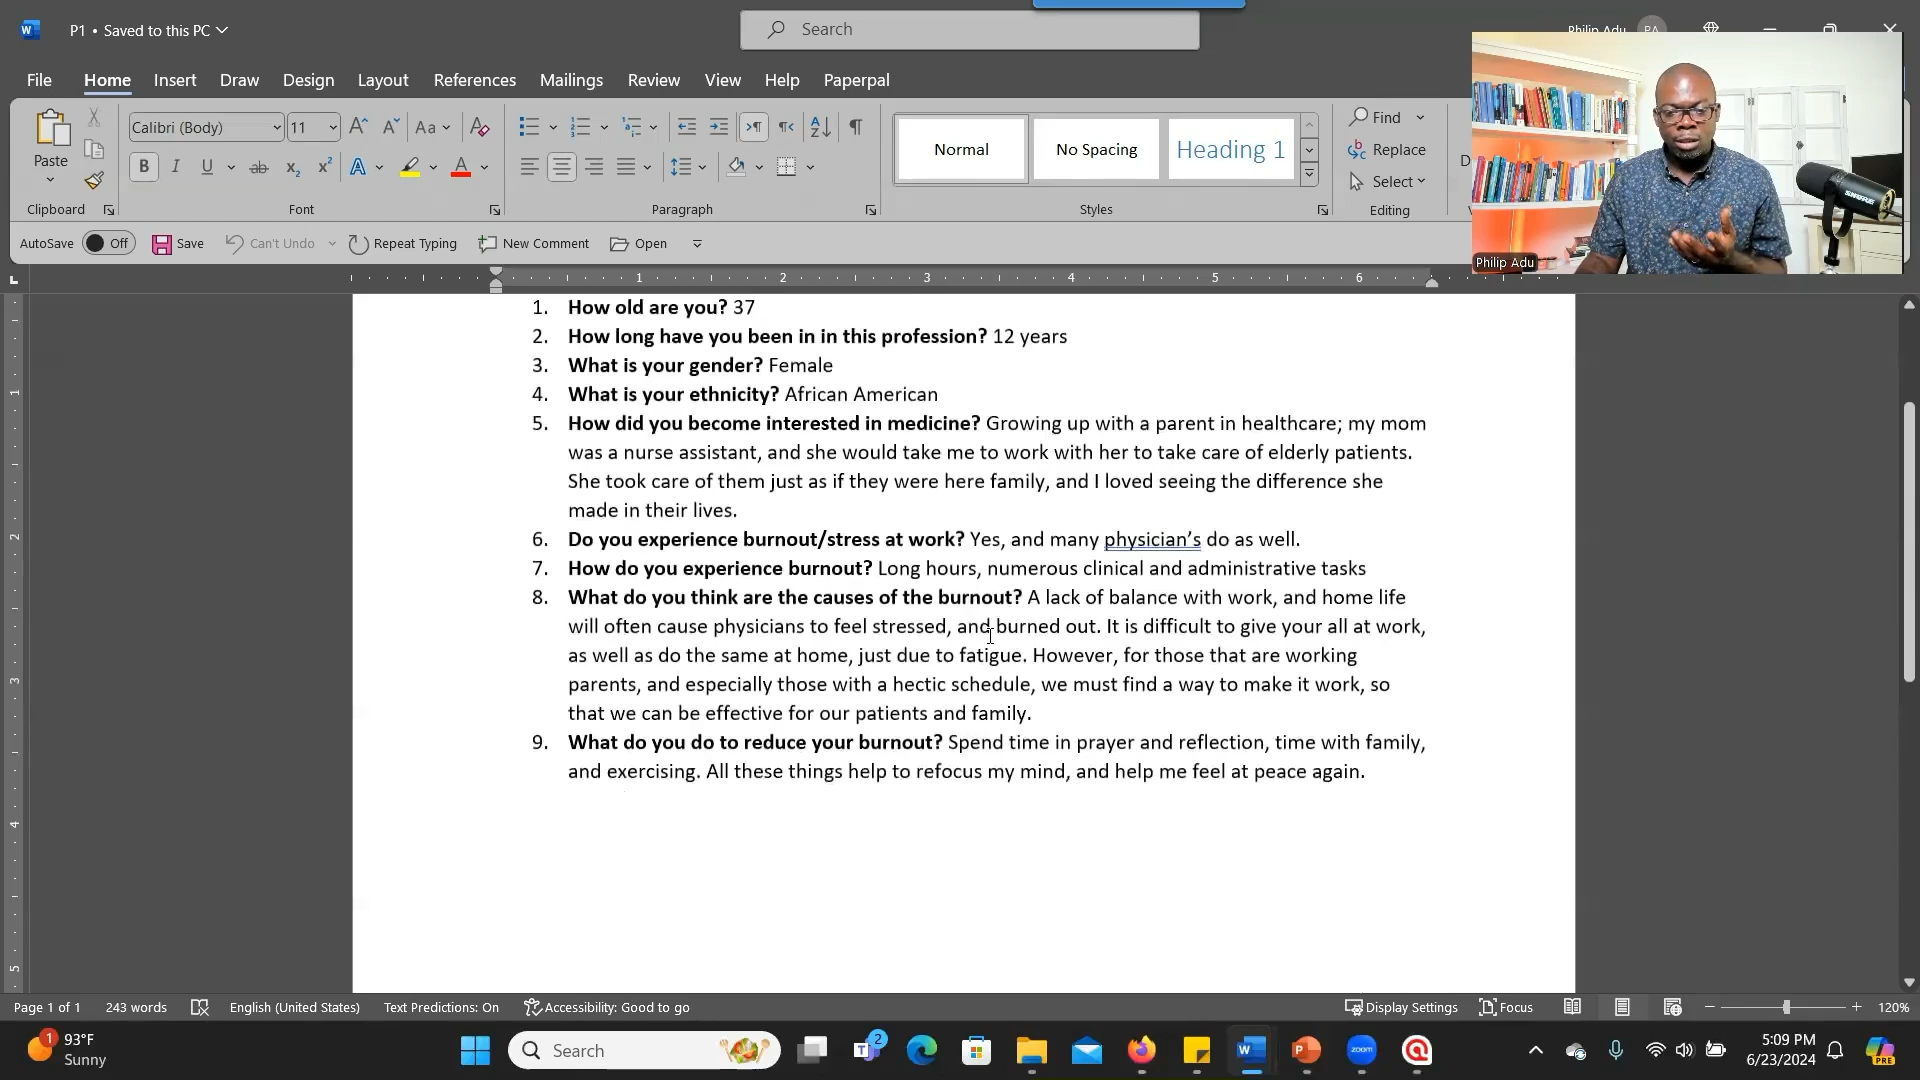 P1 • Saved to this PC
Search
Philip Adu
PA
File Home Insert Draw Design Layout References Mailings Review View Help Paperpal
Paste
Calibri (Body) 11
Aa
Normal
No Spacing
Heading 1
Find
Replace
Select
Clipboard
Font
Paragraph
Styles
Editing
AutoSave Off Save Can't Undo Repeat Typing New Comment Open
Philip Adu
1 2 3 4 5 6
1. How old are you? 37
2. How long have you been in in this profession? 12 years
3. What is your gender? Female
4. What is your ethnicity? African American
5. How did you become interested in medicine? Growing up with a parent in healthcare; my mom
was a nurse assistant, and she would take me to work with her to take care of elderly patients.
She took care of them just as if they were here family, and I loved seeing the difference she
made in their lives.
6. Do you experience burnout/stress at work? Yes, and many physician’s do as well.
7. How do you experience burnout? Long hours, numerous clinical and administrative tasks
8. What do you think are the causes of the burnout? A lack of balance with work, and home life
will often cause physicians to feel stressed, and burned out. It is difficult to give your all at work,
as well as do the same at home, just due to fatigue. However, for those that are working
parents, and especially those with a hectic schedule, we must find a way to make it work, so
that we can be effective for our patients and family.
9. What do you do to reduce your burnout? Spend time in prayer and reflection, time with family,
and exercising. All these things help to refocus my mind, and help me feel at peace again.
Page 1 of 1 243 words English (United States) Text Predictions: On Accessibility: Good to go Display Settings Focus 120%
1 93°F
Sunny
Search
2
zoom
5:09 PM
6/23/2024
PRE